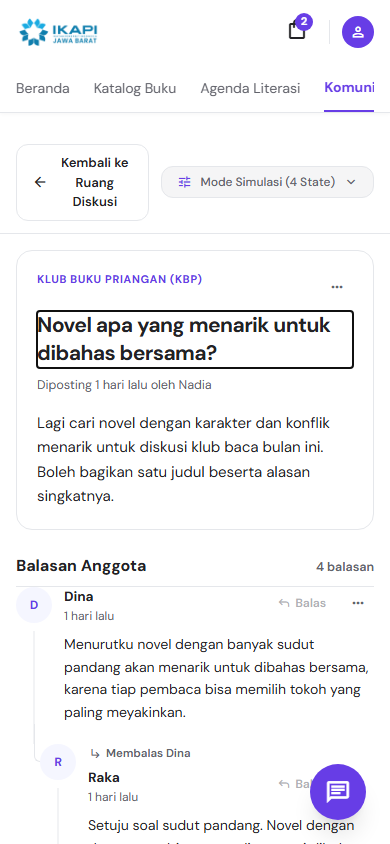 IKAPI
JAWA BARAT
2
Beranda
Katalog Buku
Agenda Literasi
Komuni
Kembali ke
Ruang
Diskusi
Mode Simulasi (4 State)
KLUB BUKU PRIANGAN (KBP)
Novel apa yang menarik untuk
dibahas bersama?
Diposting 1 hari lalu oleh Nadia
Lagi cari novel dengan karakter dan konflik
menarik untuk diskusi klub baca bulan ini.
Boleh bagikan satu judul beserta alasan
singkatnya.
Balasan Anggota
4 balasan
D
Dina
1 hari lalu
Balas
Menurutku novel dengan banyak sudut
pandang akan menarik untuk dibahas bersama,
karena tiap pembaca bisa memilih tokoh yang
paling meyakinkan.
Membalas Dina
R
Raka
1 hari lalu
Setuju soal sudut pandang. Novel dengan